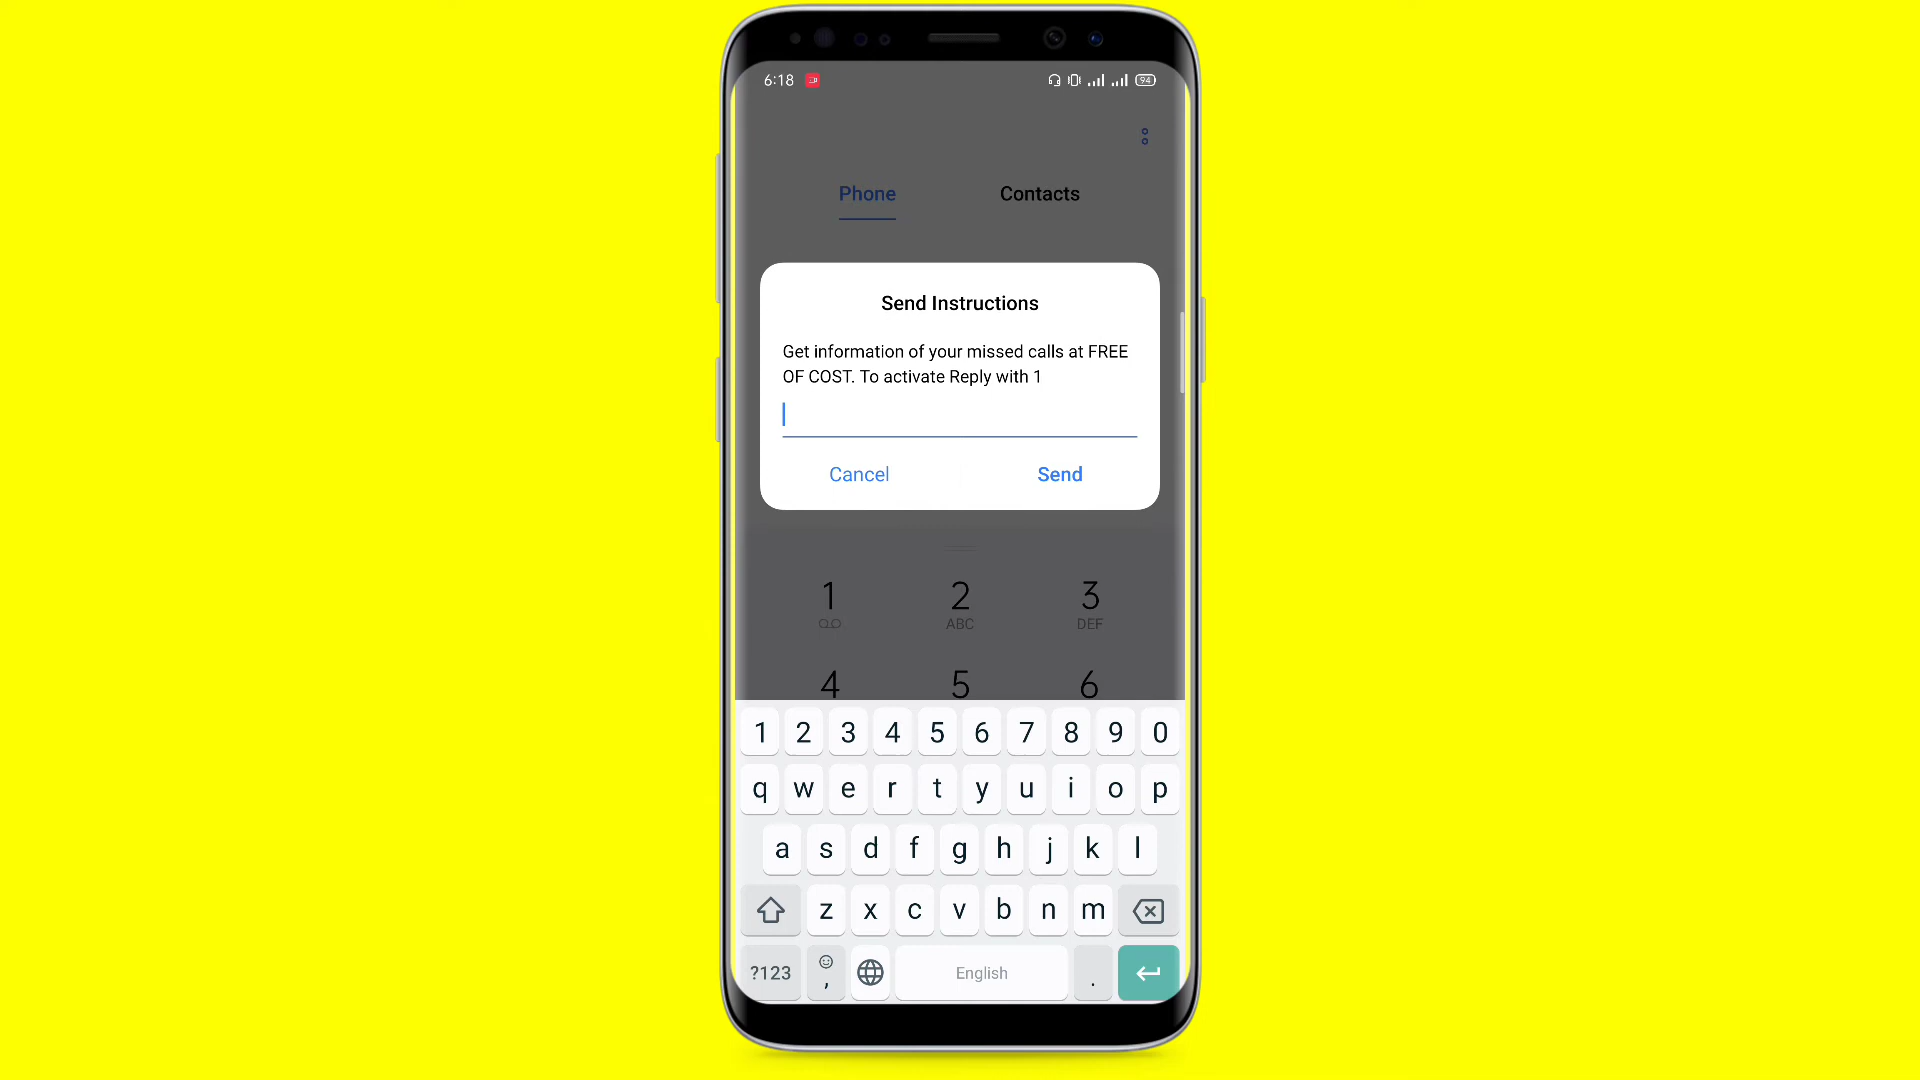 6:18
94
Phone Contacts
Send Instructions
Get information of your missed calls at FREE
OF COST. To activate Reply with 1
Cancel Send
1 2 3
ABC DEF
4 5 6
1 2 3 4 5 6 7 8 9 0
q w e r t y u i o p
a s d f g h j k l
z x c v b n m
?123 , English .